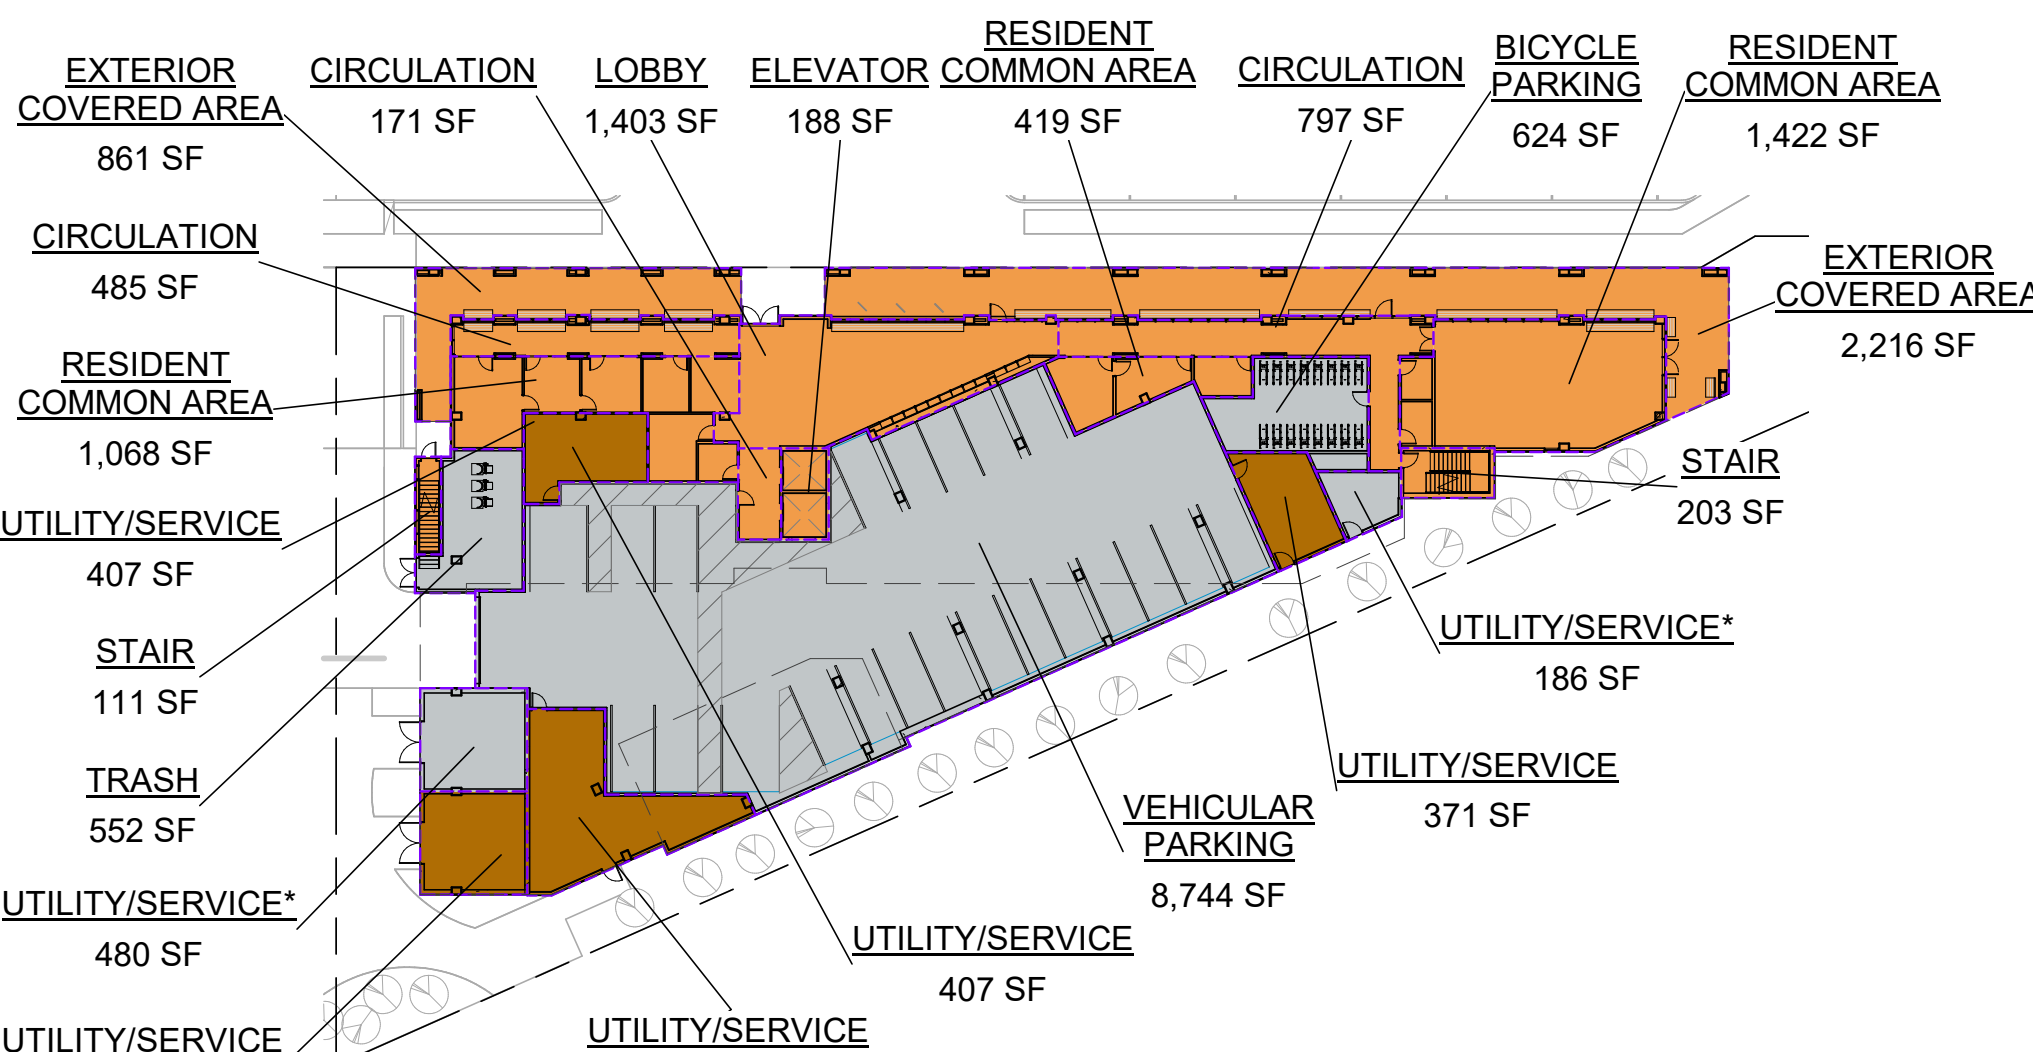 EXTERIOR
COVERED AREA
861 SF
CIRCULATION
171 SF
LOBBY
1,403 SF
ELEVATOR
188 SF
RESIDENT
COMMON AREA
419 SF
CIRCULATION
797 SF
BICYCLE
PARKING
624 SF
RESIDENT
COMMON AREA
1,422 SF
CIRCULATION
485 SF
EXTERIOR
COVERED AREA
2,216 SF
RESIDENT
COMMON AREA
1,068 SF
STAIR
203 SF
UTILITY/SERVICE
407 SF
UTILITY/SERVICE*
186 SF
STAIR
111 SF
UTILITY/SERVICE
371 SF
TRASH
552 SF
VEHICULAR
PARKING
8,744 SF
UTILITY/SERVICE*
480 SF
UTILITY/SERVICE
407 SF
UTILITY/SERVICE
UTILITY/SERVICE